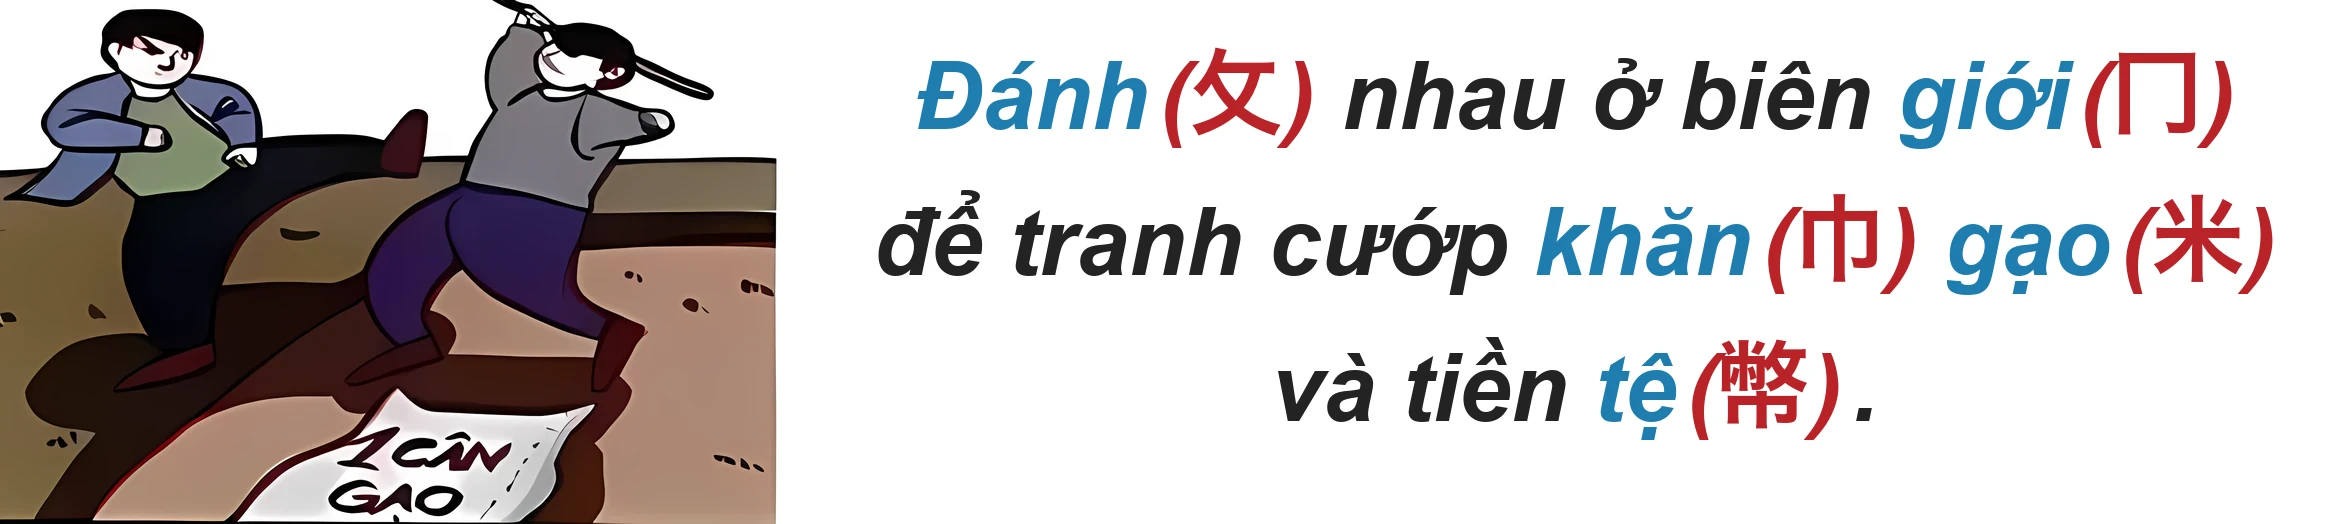 Đánh(攵) nhau ở biên giới(冂)
để tranh cướp khăn(巾) gạo(米)
và tiền tệ(幣).
1 CÂN
GẠO